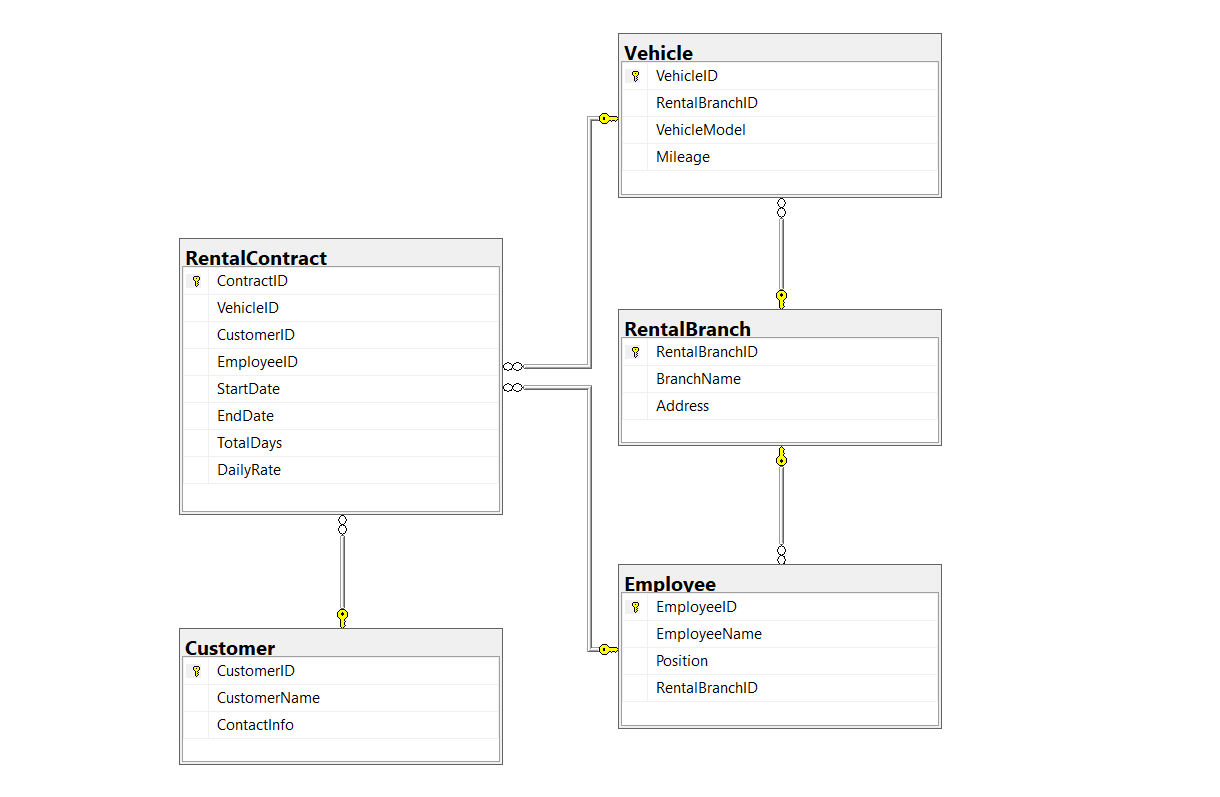 Vehicle
VehicleID
RentalBranchID
VehicleModel
Mileage
RentalContract
ContractID
VehicleID
CustomerID
EmployeeID
StartDate
EndDate
TotalDays
DailyRate
RentalBranch
RentalBranchID
BranchName
Address
Employee
EmployeeID
EmployeeName
Position
RentalBranchID
Customer
CustomerID
CustomerName
ContactInfo